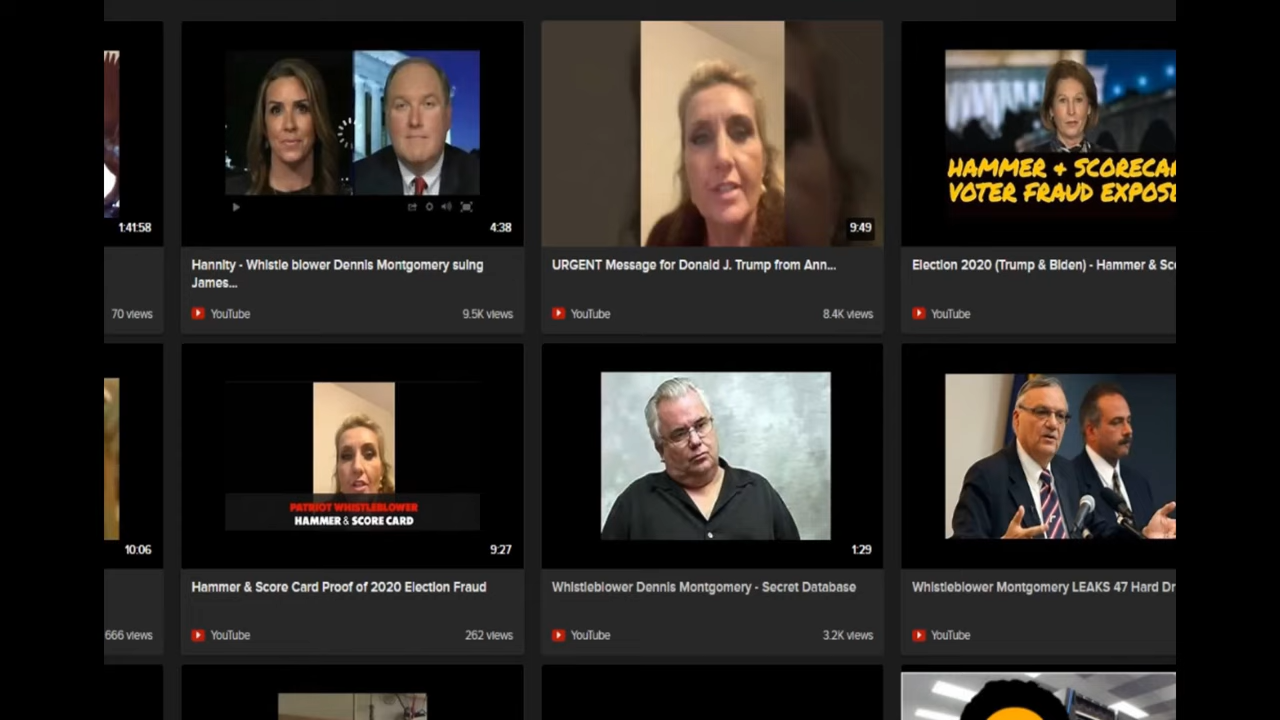 1:41:58
4:38
9:49
HAMMER & SCORECAR
VOTER FRAUD EXPOSE
Hannity - Whistle blower Dennis Montgomery suing
James...
URGENT Message for Donald J. Trump from Ann...
Election 2020 (Trump & Biden) - Hammer & Sco
70 views
YouTube
9.5K views
YouTube
8.4K views
YouTube
PATRIOT WHISTLEBLOWER
HAMMER & SCORE CARD
10:06
9:27
1:29
Hammer & Score Card Proof of 2020 Election Fraud
Whistleblower Dennis Montgomery - Secret Database
Whistleblower Montgomery LEAKS 47 Hard Dr
666 views
YouTube
262 views
YouTube
3.2K views
YouTube